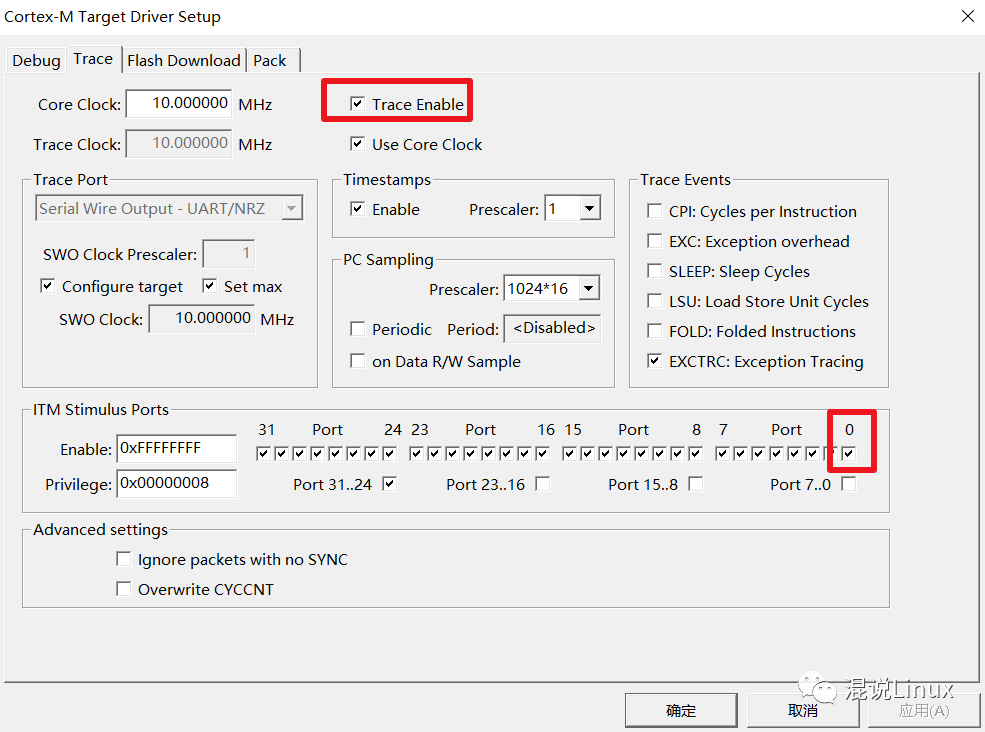 Cortex-M Target Driver Setup
Debug Trace Flash Download Pack
Core Clock: 10.000000 MHz
Trace Enable
Trace Clock: 10.000000 MHz
Use Core Clock
Trace Port
Serial Wire Output - UART/NRZ
SWO Clock Prescaler: 1
Configure target Set max
SWO Clock: 10.000000 MHz
Timestamps
Enable Prescaler: 1
PC Sampling
Prescaler: 1024*16
Periodic Period: <Disabled>
on Data R/W Sample
Trace Events
CPI: Cycles per Instruction
EXC: Exception overhead
SLEEP: Sleep Cycles
LSU: Load Store Unit Cycles
FOLD: Folded Instructions
EXCTRC: Exception Tracing
ITM Stimulus Ports
31 Port 24 23 Port 16 15 Port 8 7 Port 0
Enable: 0xFFFFFFFF
Privilege: 0x00000008 Port 31..24 Port 23..16 Port 15..8 Port 7..0
Advanced settings
Ignore packets with no SYNC
Overwrite CYCCNT
混说Linux
确定 取消 应用(A)